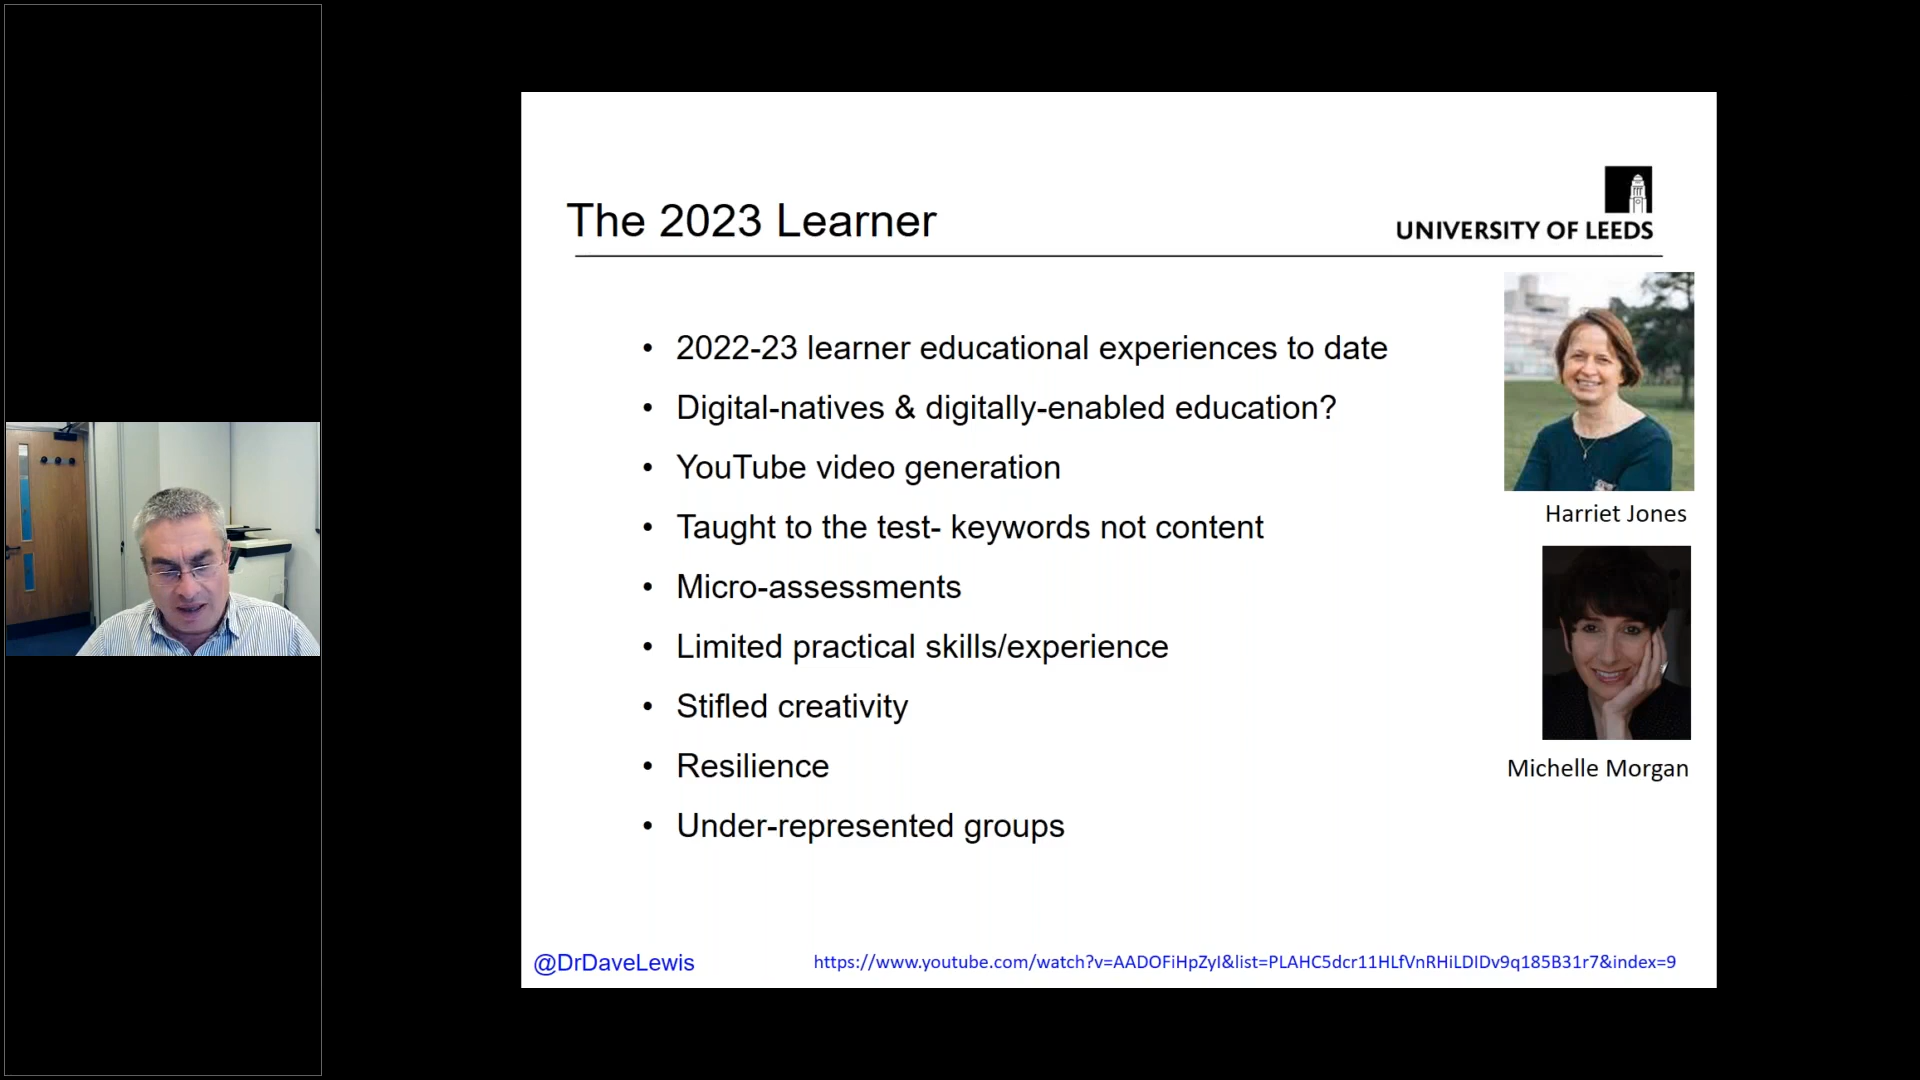 The 2023 Learner
UNIVERSITY OF LEEDS
• 2022-23 learner educational experiences to date
• Digital-natives & digitally-enabled education?
• YouTube video generation
• Taught to the test- keywords not content
• Micro-assessments
• Limited practical skills/experience
• Stifled creativity
• Resilience
• Under-represented groups
Harriet Jones
Michelle Morgan
@DrDaveLewis
https://www.youtube.com/watch?v=AADOFiHpZyI&list=PLAHC5dcr11HLfVnRHiLDIDv9q185B31r7&index=9